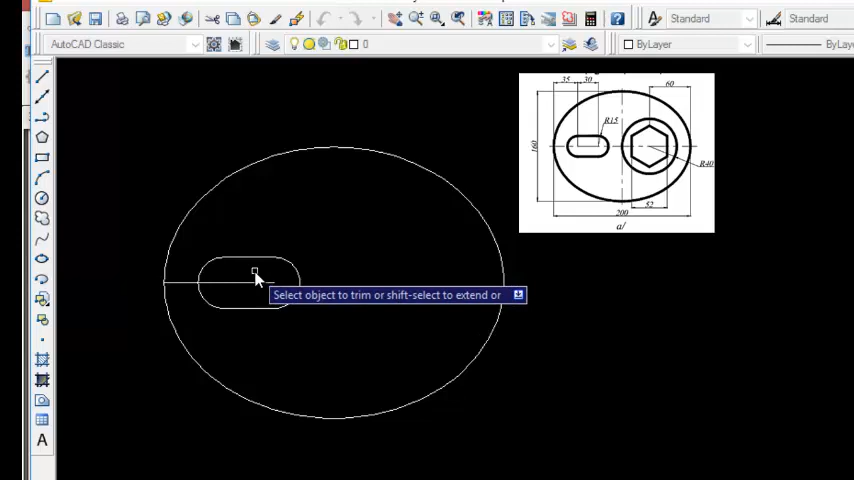 Standard
Standard
AutoCAD Classic
0
ByLayer
ByLaye
35
30
60
R15
160
R40
52
200
a/
Select object to trim or shift-select to extend or
A